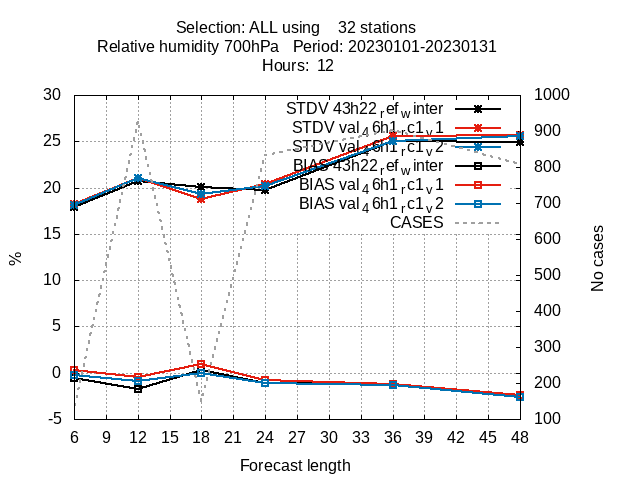 Selection: ALL using    32 stations
Relative humidity 700hPa   Period: 20230101-20230131
Hours:  12
30
25
20
15
10
5
0
-5
%
STDV 43h22_ref_winter
STDV val_46h1_rc1_v1
STDV val_46h1_rc1_v2
BIAS 43h22_ref_winter
BIAS val_46h1_rc1_v1
BIAS val_46h1_rc1_v2
CASES
1000
900
800
700
600
500
400
300
200
100
No cases
6 9 12 15 18 21 24 27 30 33 36 39 42 45 48
Forecast length